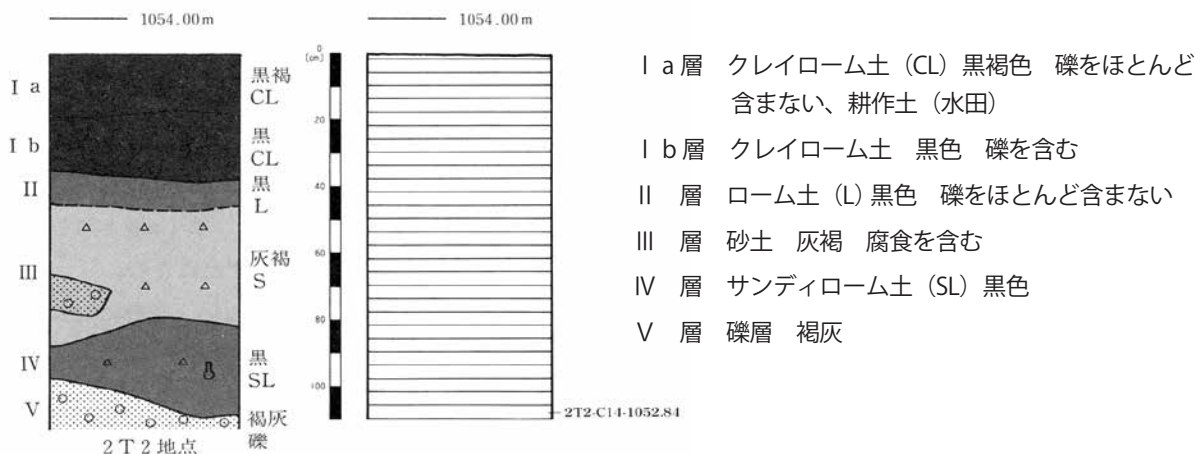 1054.00m
1054.00m
I a
黒褐
CL
I b
黒
CL
II
黒
L
III
灰褐
S
IV
黒
SL
V
褐灰
礫
2T2地点
0
(cm)
20
40
60
80
100
2T2-C14-1052.84
Ⅰa層 クレイローム土（CL）黒褐色 礫をほとんど
含まない、耕作土（水田）
Ⅰb層 クレイローム土 黒色 礫を含む
Ⅱ 層 ローム土（L）黒色 礫をほとんど含まない
Ⅲ 層 砂土 灰褐 腐食を含む
Ⅳ 層 サンディローム土（SL）黒色
Ⅴ 層 礫層 褐灰